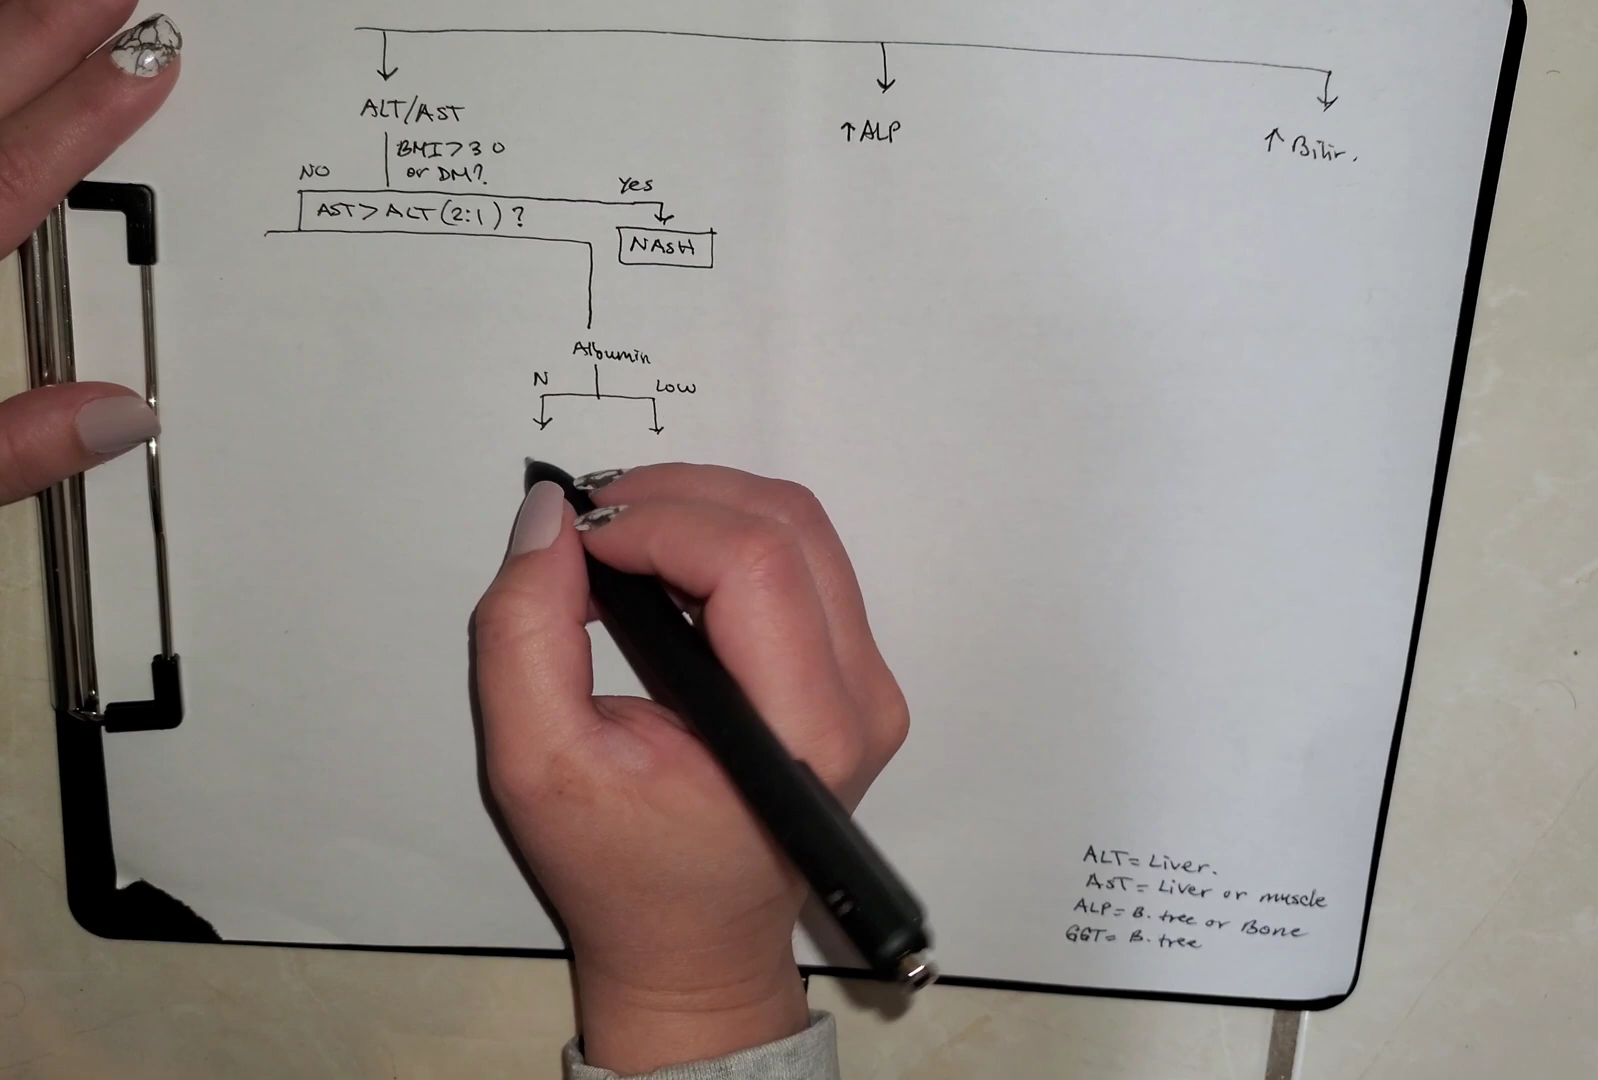 ALT/AST
↑ALP
↑Bilir.
BMI>30
or DM?
NO
Yes
AST>ALT(2:1)?
NASH
Albumin
N
Low
ALT= Liver.
AST= Liver or muscle
ALP= B. tree or Bone
GGT= B. tree